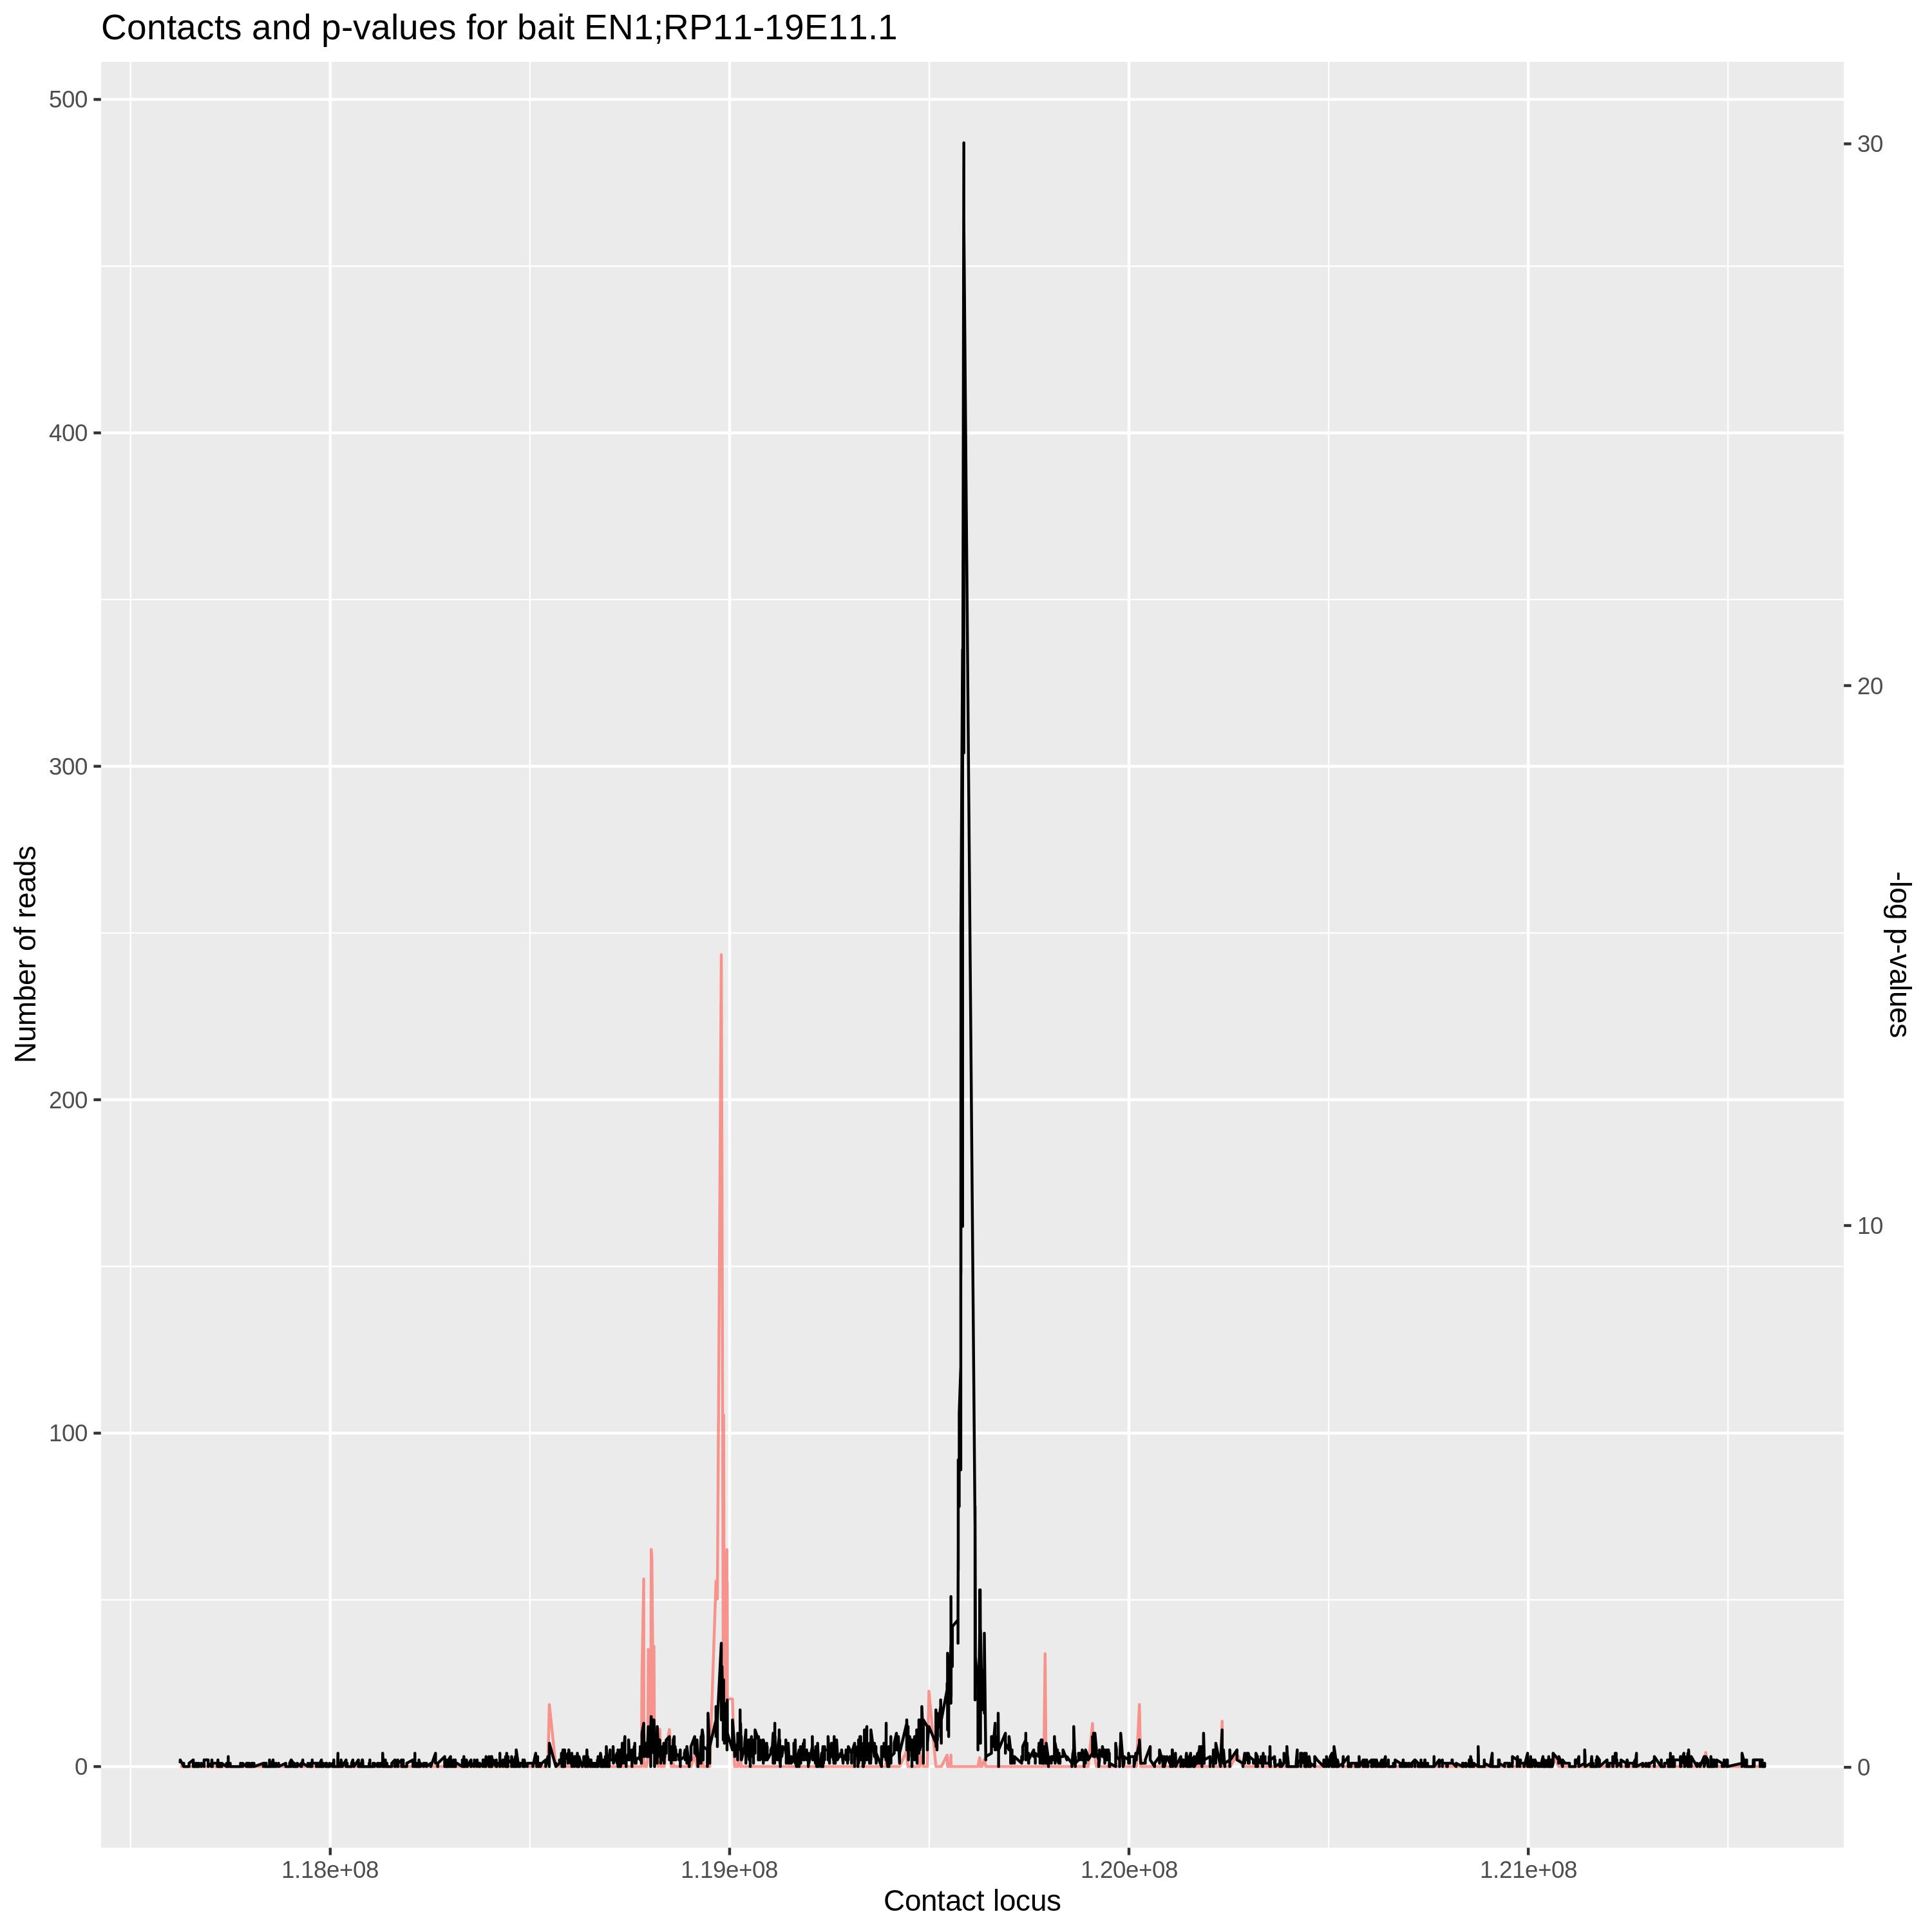 Contacts and p-values for bait EN1;RP11-19E11.1
500
400
300
200
100
0
Number of reads
30
20
10
0
-log p-values
1.18e+08
1.19e+08
1.20e+08
1.21e+08
Contact locus